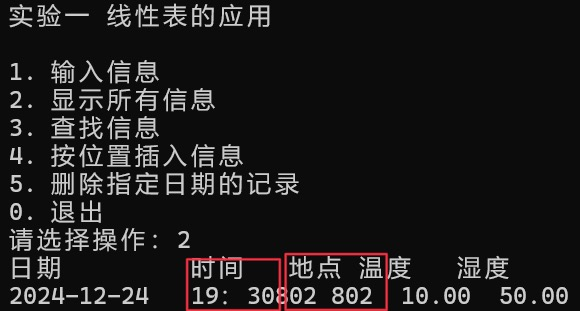 实验一 线性表的应用
1. 输入信息
2. 显示所有信息
3. 查找信息
4. 按位置插入信息
5. 删除指定日期的记录
0. 退出
请选择操作: 2
日期 时间 地点 温度 湿度
2024-12-24 19: 30802 802 10.00 50.00